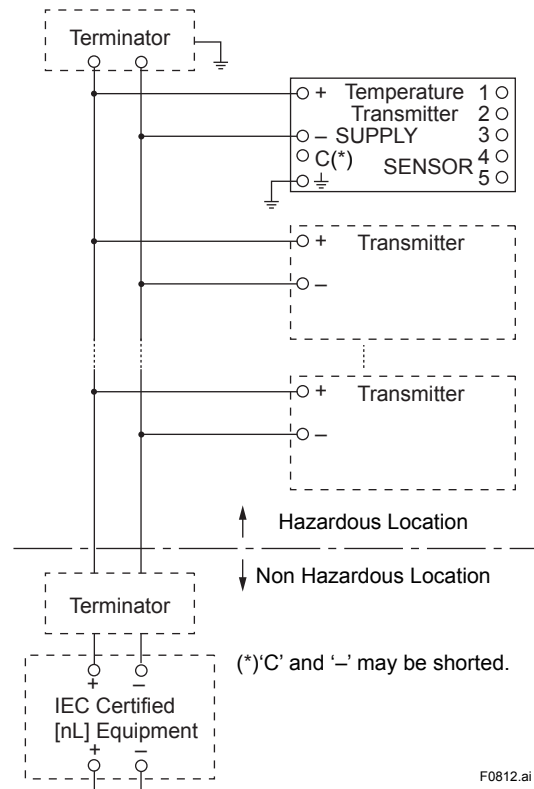 Terminator
+ Temperature 1
Transmitter 2
– SUPPLY 3
C(*) SENSOR 4
5
+ Transmitter
–
+ Transmitter
–
Hazardous Location
Non Hazardous Location
Terminator
(*)‘C’ and ‘–’ may be shorted.
+ –
IEC Certified
[nL] Equipment
+ –
F0812.ai